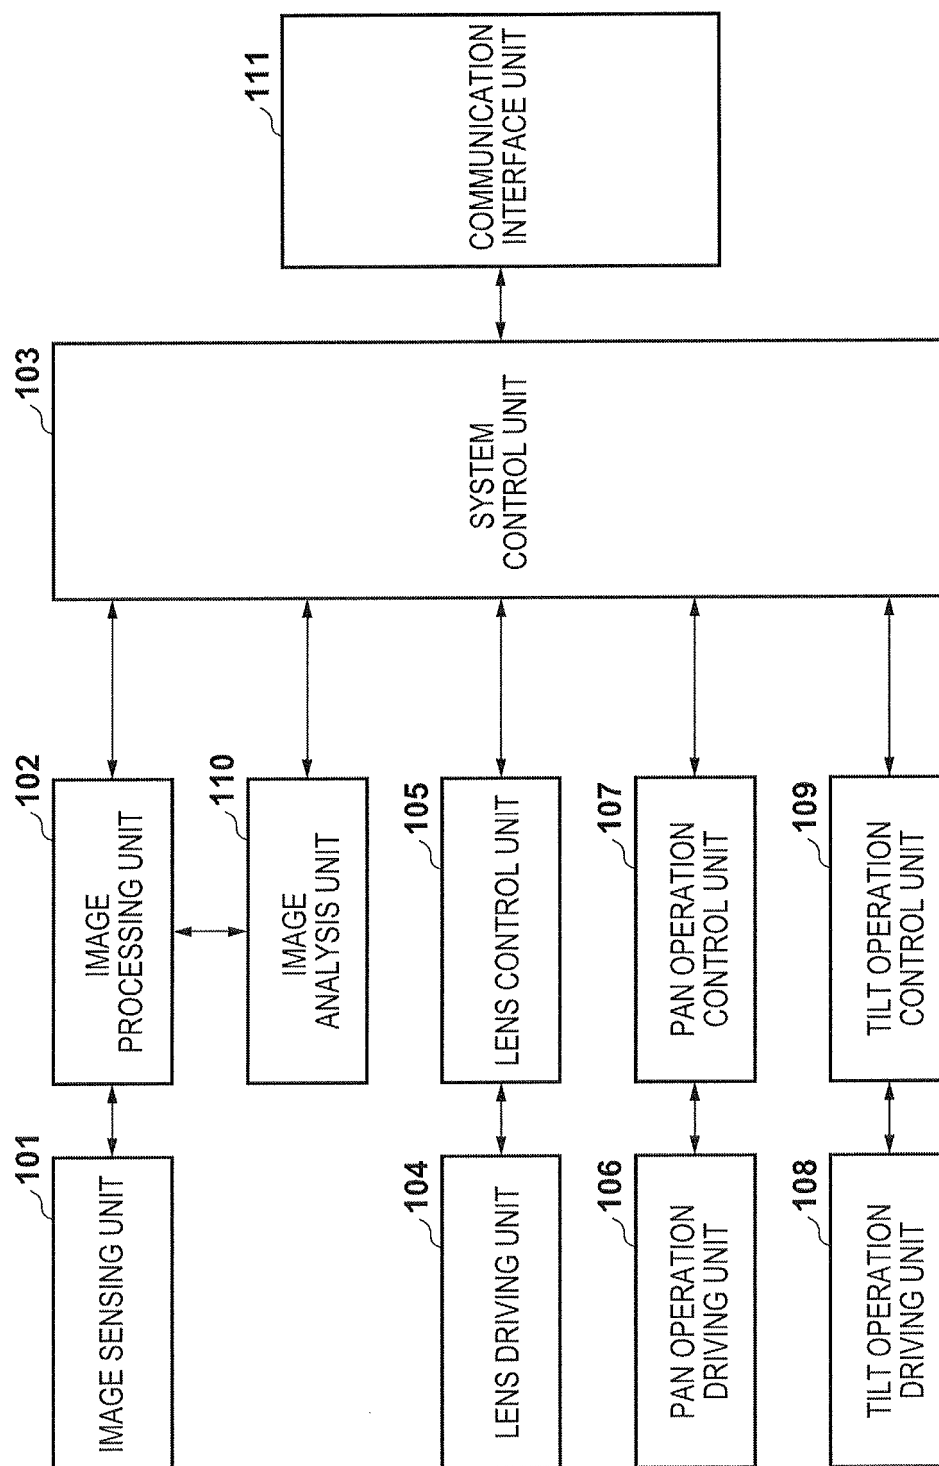 101
IMAGE SENSING UNIT
102
IMAGE
PROCESSING UNIT
110
IMAGE
ANALYSIS UNIT
103
SYSTEM
CONTROL UNIT
111
COMMUNICATION
INTERFACE UNIT
104
LENS DRIVING UNIT
105
LENS CONTROL UNIT
106
PAN OPERATION
DRIVING UNIT
107
PAN OPERATION
CONTROL UNIT
108
TILT OPERATION
DRIVING UNIT
109
TILT OPERATION
CONTROL UNIT